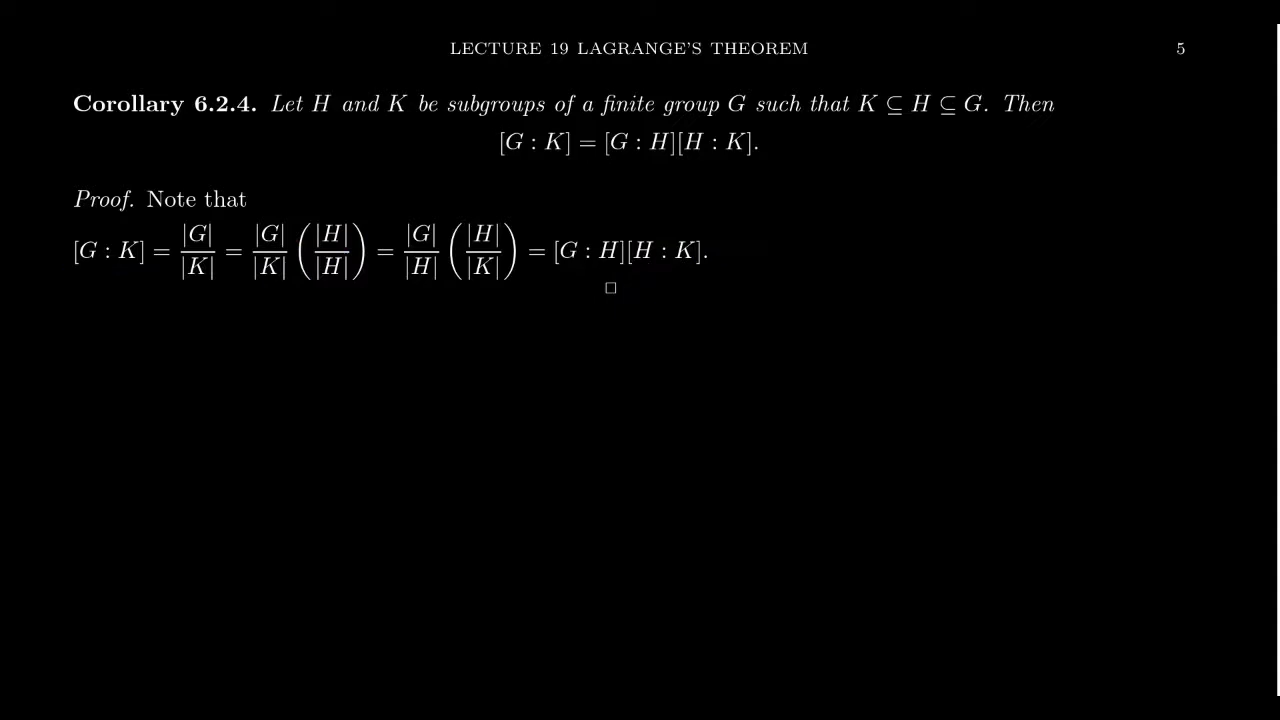 LECTURE 19 LAGRANGE'S THEOREM 5
Corollary 6.2.4. Let H and K be subgroups of a finite group G such that K ⊆ H ⊆ G. Then
[G : K] = [G : H][H : K].
Proof. Note that
[G : K] = |G|/|K| = |G|/|K| (|H|/|H|) = |G|/|H| (|H|/|K|) = [G : H][H : K].
□